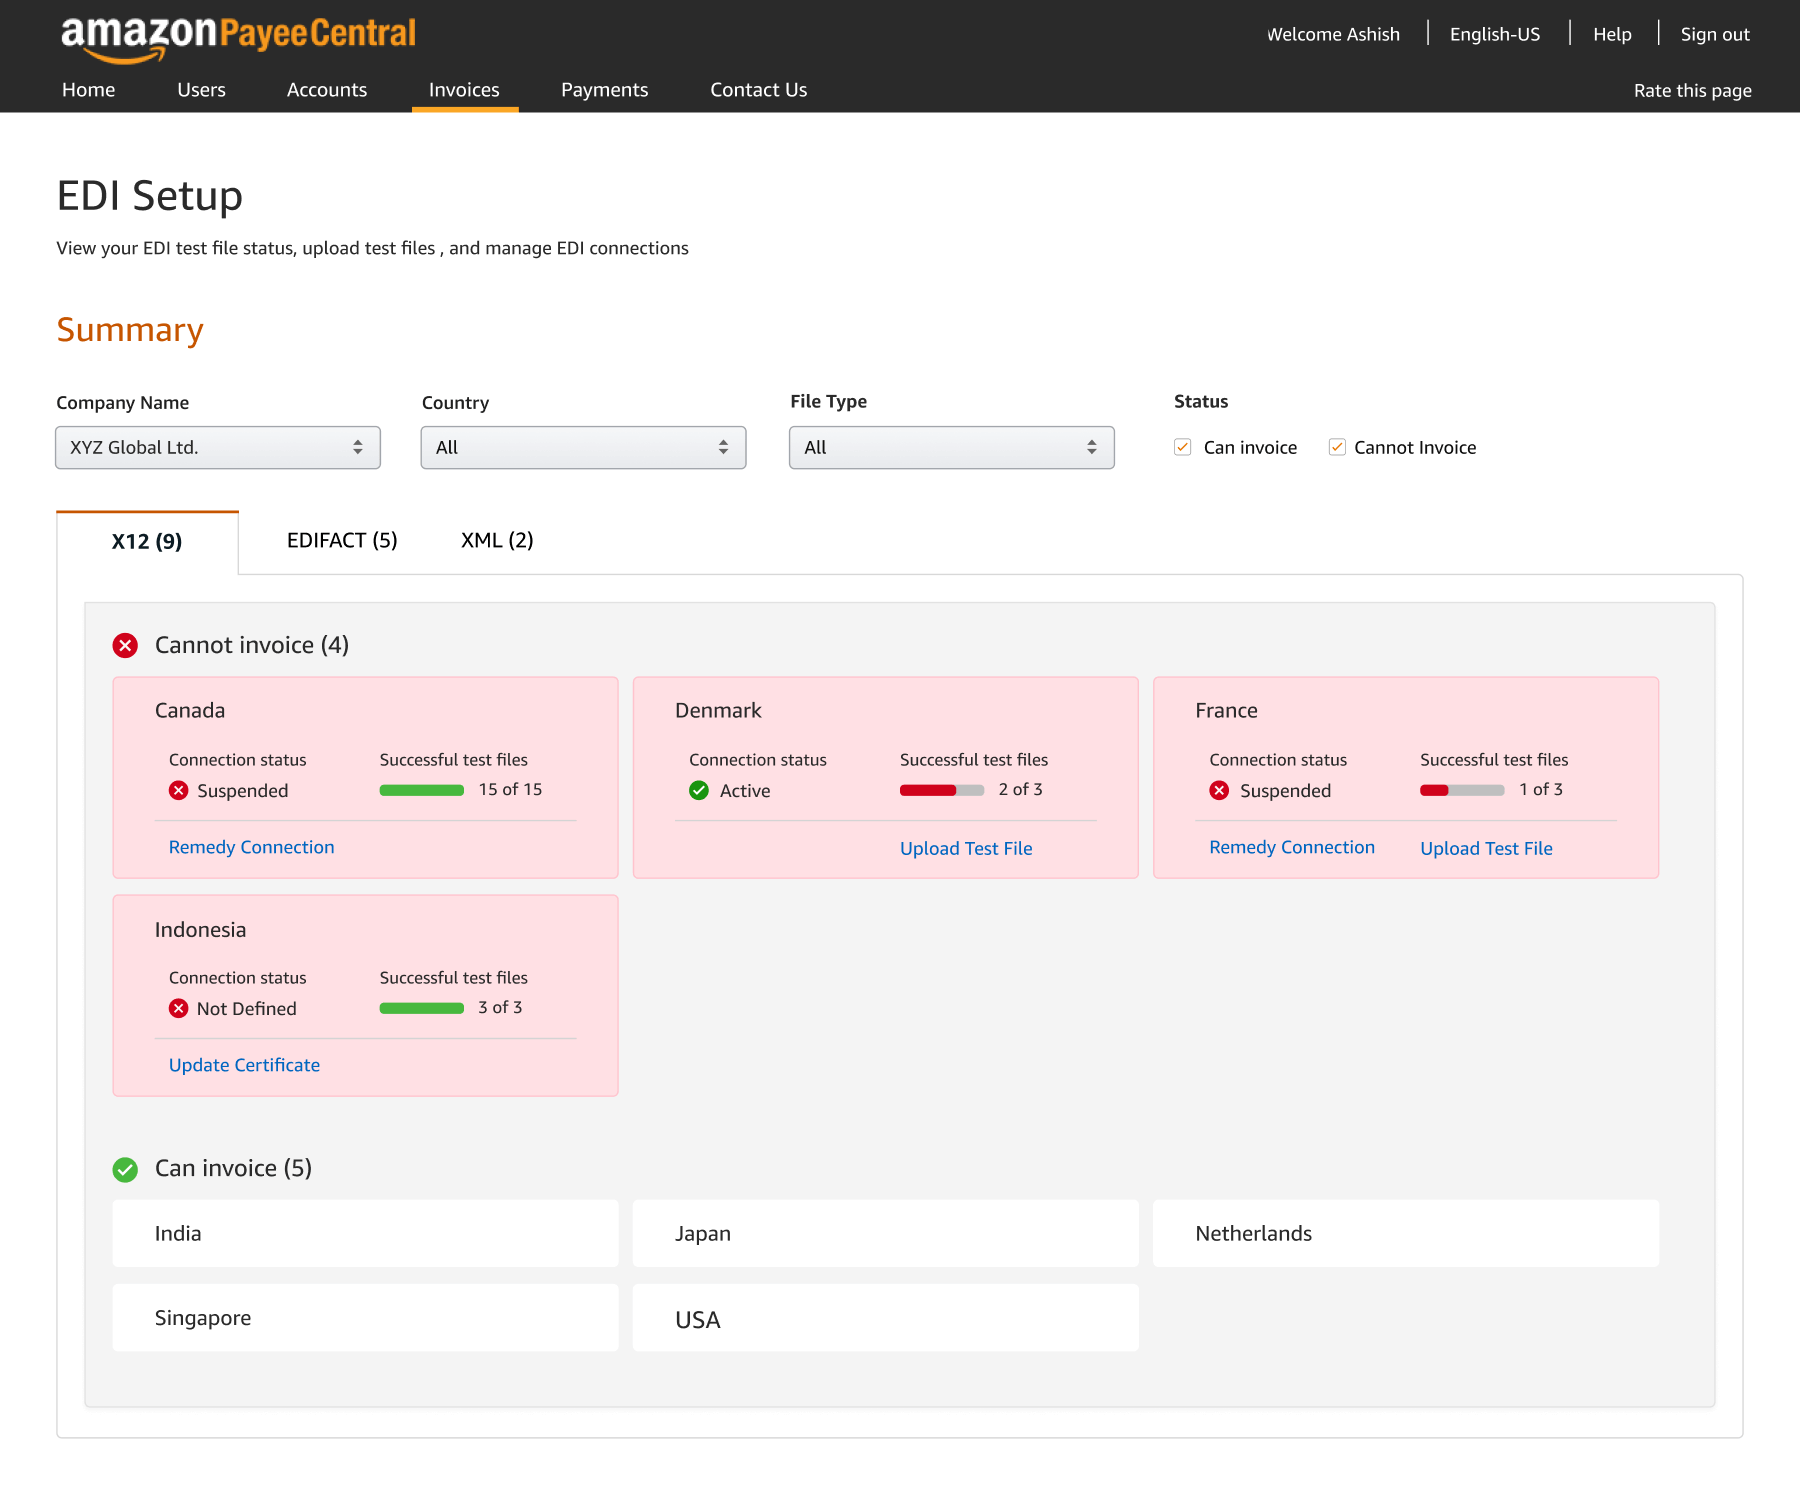 amazonPayeeCentral
Welcome Ashish
English-US
Help
Sign out
Home
Users
Accounts
Invoices
Payments
Contact Us
Rate this page
EDI Setup
View your EDI test file status, upload test files , and manage EDI connections
Summary
Company Name
Country
File Type
Status
XYZ Global Ltd.
All
All
Can invoice
Cannot Invoice
X12 (9)
EDIFACT (5)
XML (2)
Cannot invoice (4)
Canada
Connection status
Successful test files
Suspended
15 of 15
Remedy Connection
Denmark
Connection status
Successful test files
Active
2 of 3
Upload Test File
France
Connection status
Successful test files
Suspended
1 of 3
Remedy Connection
Upload Test File
Indonesia
Connection status
Successful test files
Not Defined
3 of 3
Update Certificate
Can invoice (5)
India
Japan
Netherlands
Singapore
USA